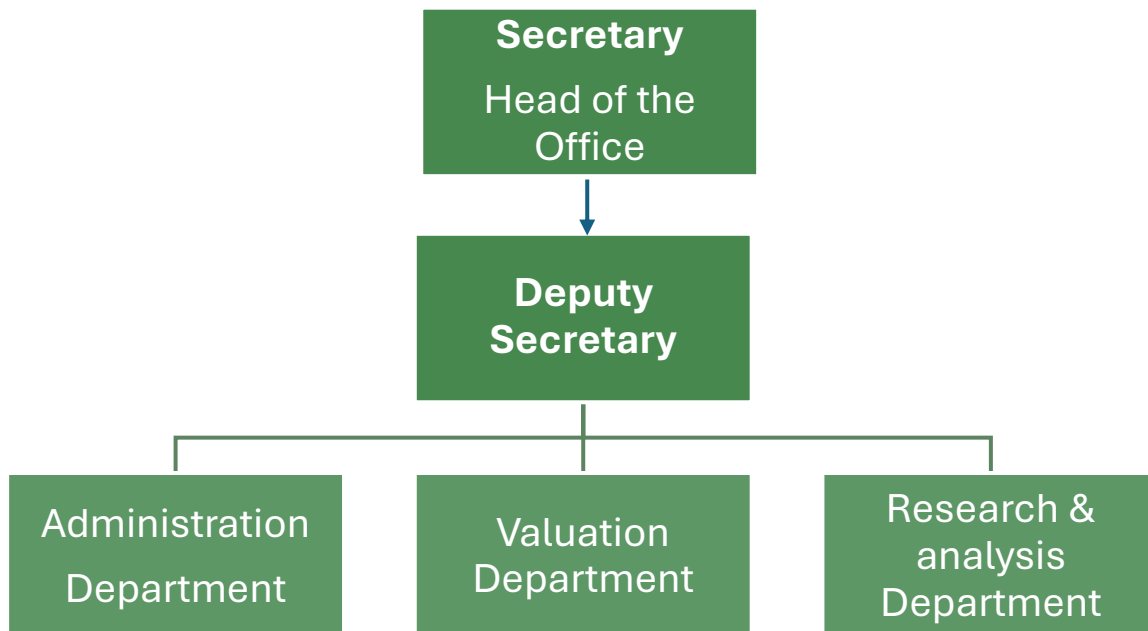 Secretary
Head of the
Office
Deputy
Secretary
Administration
Department
Valuation
Department
Research &
analysis
Department